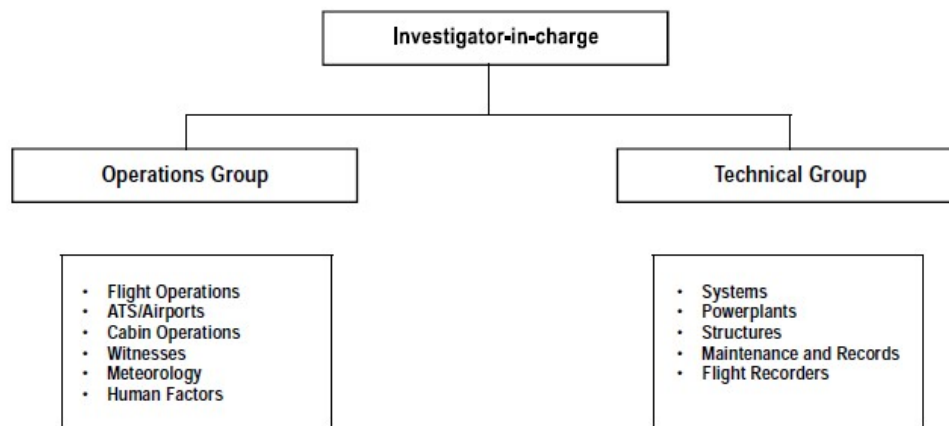 Investigator-in-charge
Operations Group
Technical Group
• Flight Operations
• ATS/Airports
• Cabin Operations
• Witnesses
• Meteorology
• Human Factors
• Systems
• Powerplants
• Structures
• Maintenance and Records
• Flight Recorders